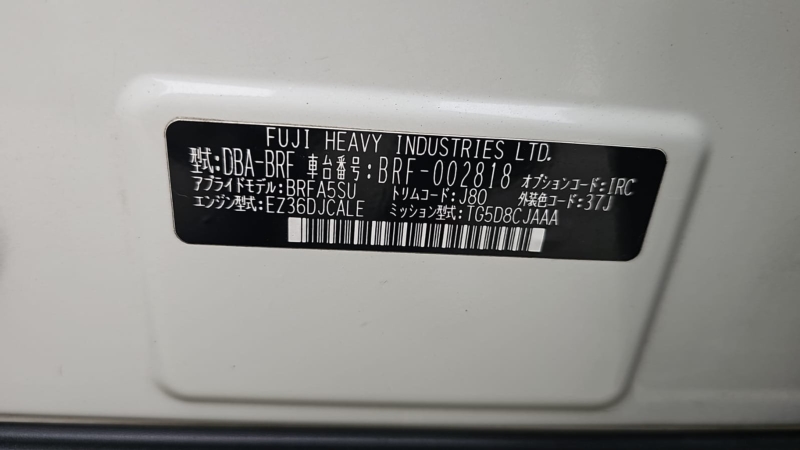 FUJI HEAVY INDUSTRIES LTD.
型式:DBA-BRF 車台番号:BRF-002818 オプションコード:IRC
アプライドモデル:BRFA5SU トリムコード:J80 外装色コード:37J
エンジン型式:EZ36DJCALE ミッション型式:TG5D8CJAAA